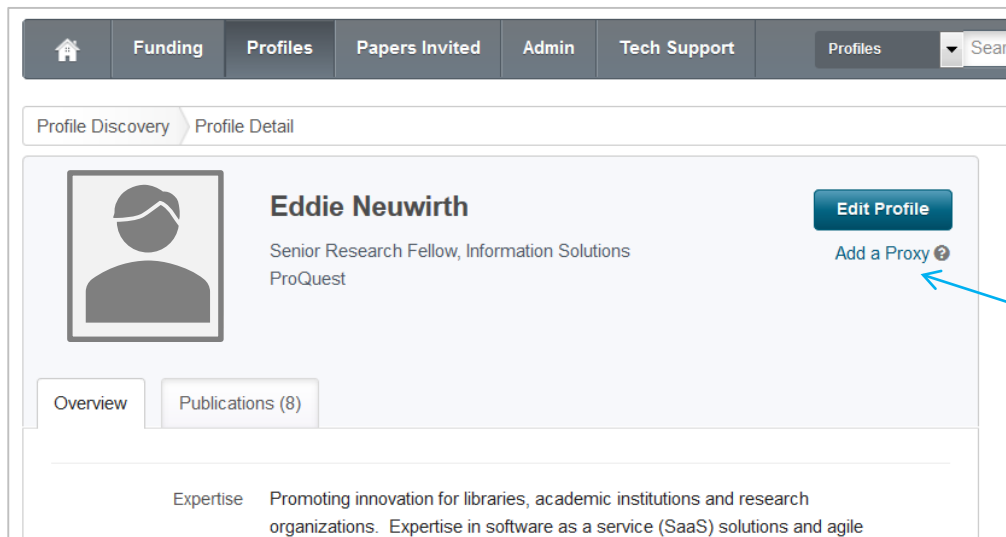 Funding Profiles Papers Invited Admin Tech Support Profiles
Profile Discovery Profile Detail
Eddie Neuwirth
Edit Profile
Senior Research Fellow, Information Solutions
Add a Proxy ?
ProQuest
Overview Publications (8)
Expertise Promoting innovation for libraries, academic institutions and research
organizations. Expertise in software as a service (SaaS) solutions and agile